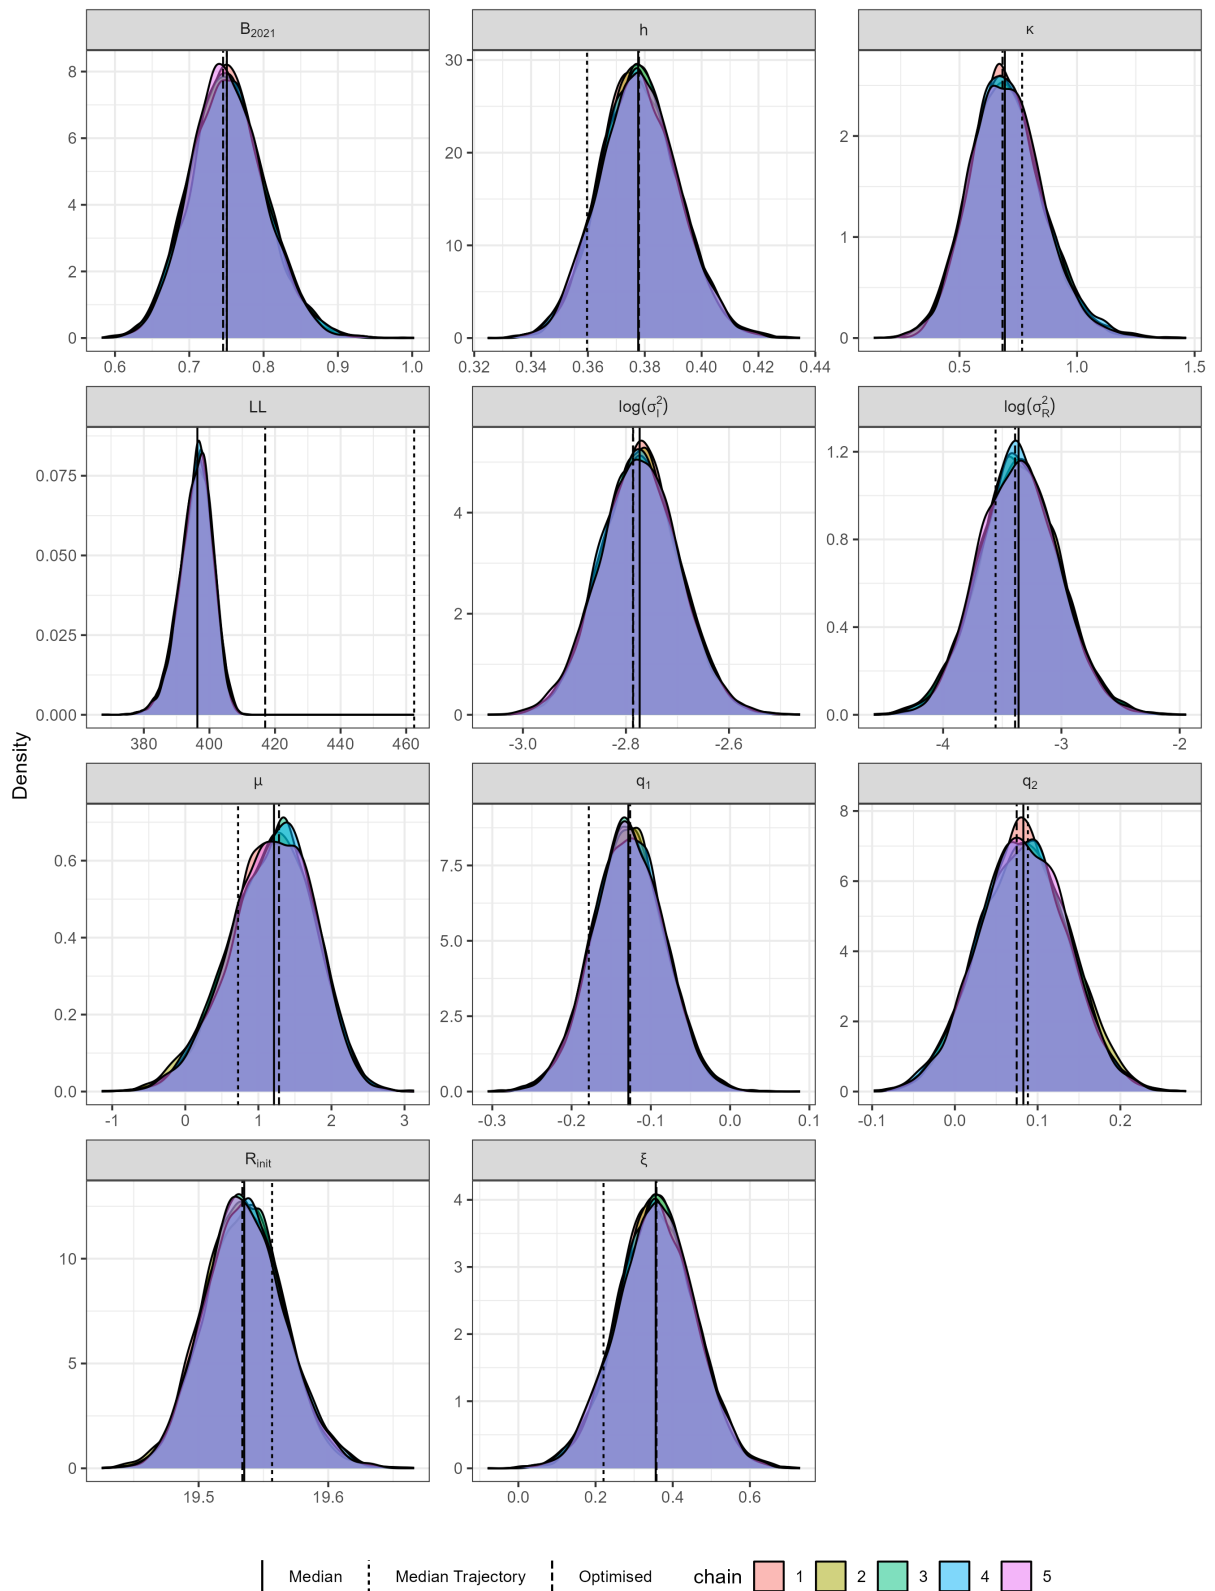 B2021
h
κ
8
6
4
2
0
0.6 0.7 0.8 0.9 1.0
30
20
10
0
0.32 0.34 0.36 0.38 0.40 0.42 0.44
2
1
0
0.5 1.0 1.5
LL
log(σ²I)
log(σ²R)
0.075
0.050
0.025
0.000
380 400 420 440 460
4
2
0
-3.0 -2.8 -2.6
1.2
0.8
0.4
0.0
-4 -3 -2
Density
μ
q1
q2
0.6
0.4
0.2
0.0
-1 0 1 2 3
7.5
5.0
2.5
0.0
-0.3 -0.2 -0.1 0.0 0.1
8
6
4
2
0
-0.1 0.0 0.1 0.2
Rinit
ξ
10
5
0
19.5 19.6
4
3
2
1
0
0.0 0.2 0.4 0.6
Median Median Trajectory Optimised chain 1 2 3 4 5